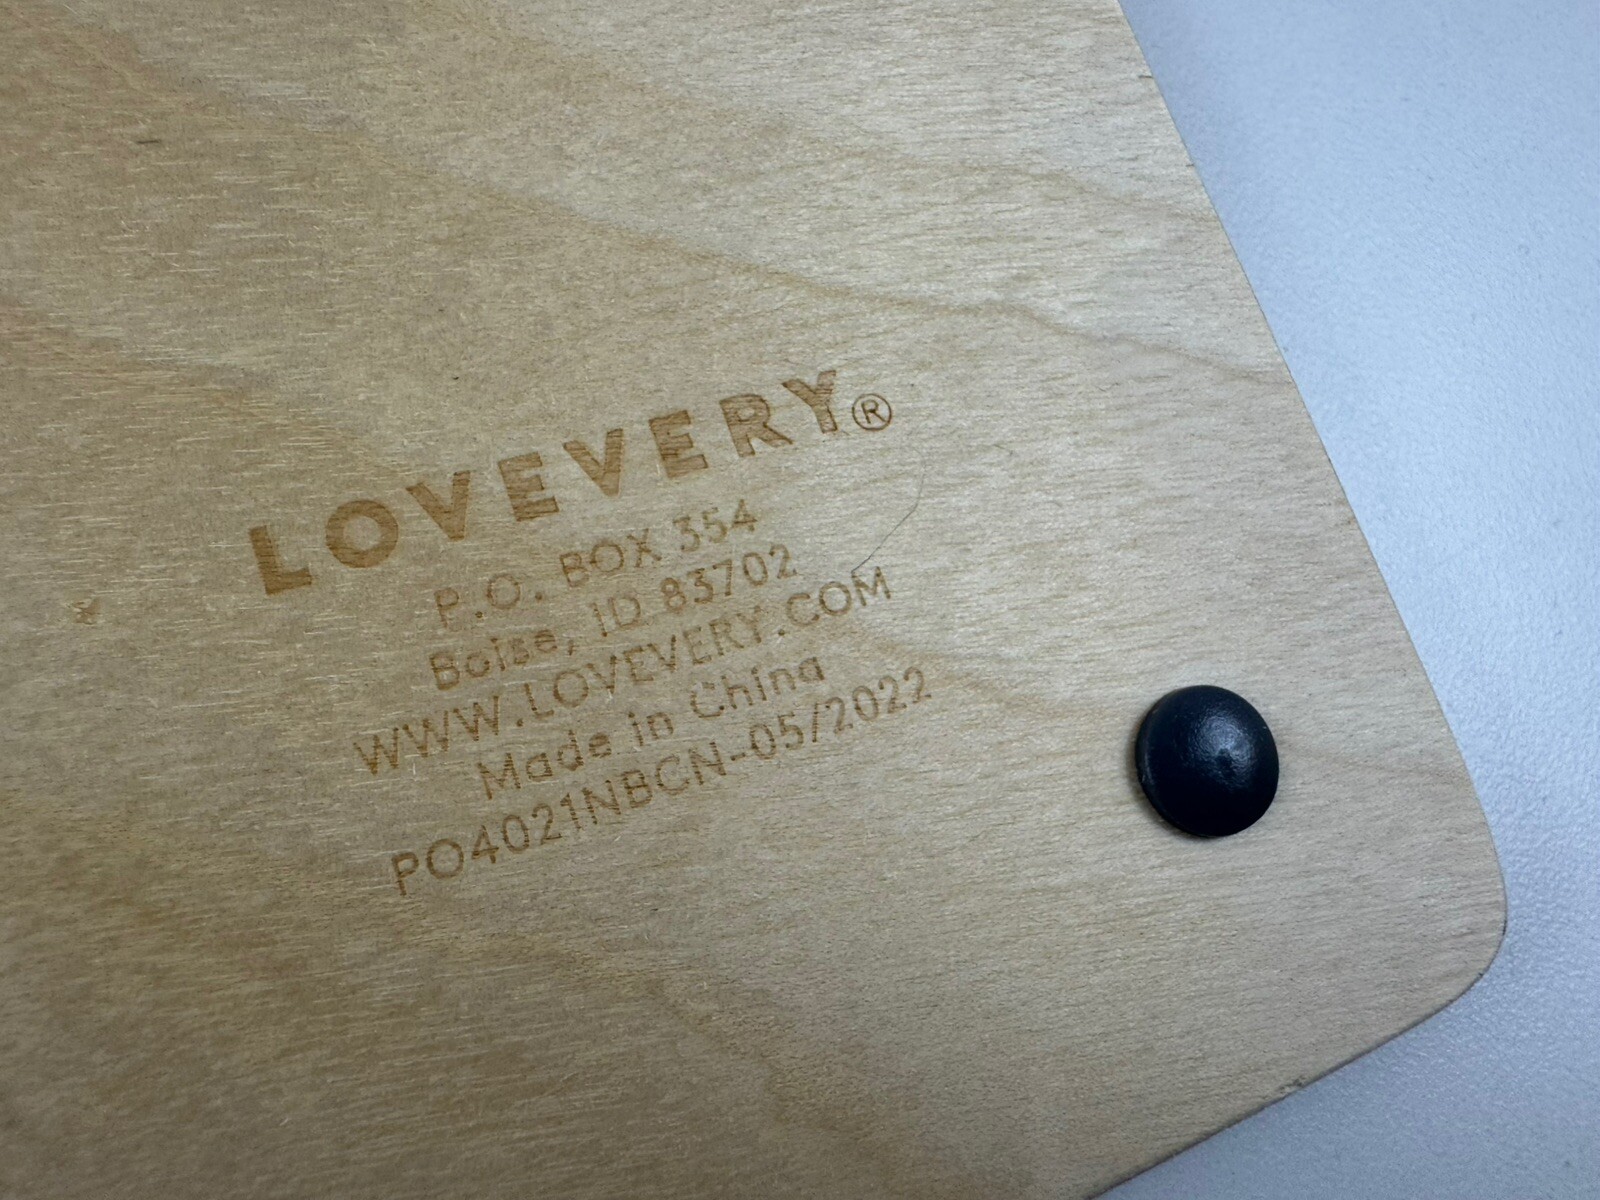 LOVEVERY®
P.O. BOX 354
Boise, ID 83702
WWW.LOVEVERY.COM
Made in China
PO4021NBCN-05/2022